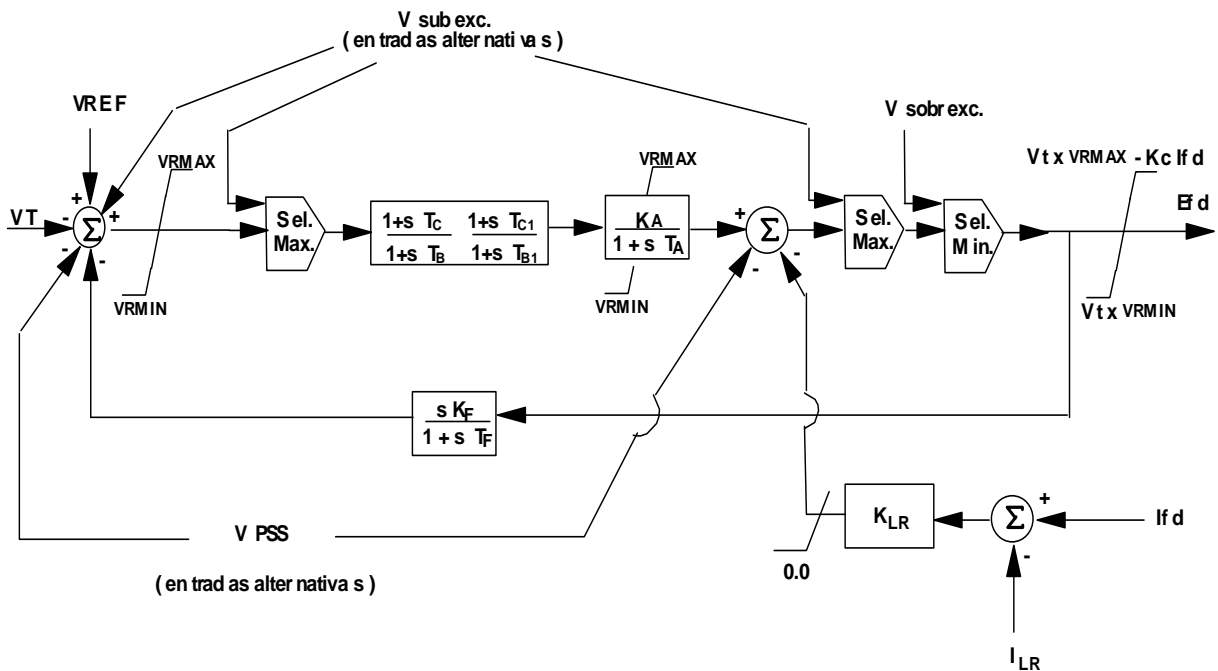 V sub exc.
(entradas alternativas)
VREF
V sobrexc.
VRMAX
VRMAX
Vt x VRMAX - Kc Ifd
Efd
+
-
+
VT
-
-
Σ
Sel.
Max.
1+s TC
1+s TB
1+s TC1
1+s TB1
KA
1 + s TA
+
Σ
-
-
Sel.
Max.
Sel.
Min.
VRMIN
VRMIN
Vt x VRMIN
s KF
1 + s TF
V PSS
(entradas alternativas)
0.0
KLR
Σ
+
-
Ifd
ILR